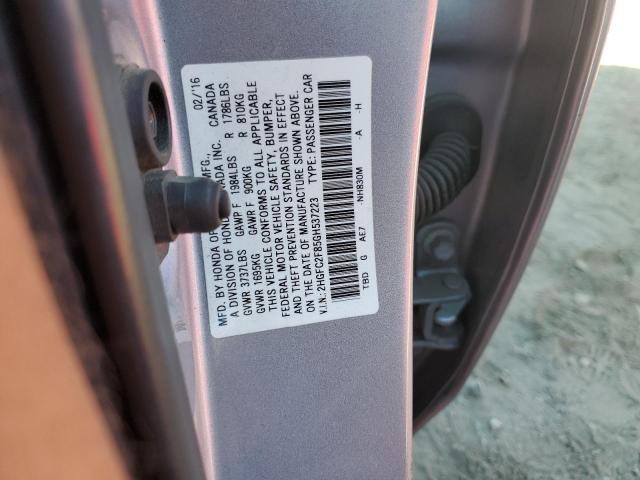 MFD. BY HONDA OF MFG., 02/'16
A DIVISION OF HONDA INC. CANADA
GVWR 3737LBS GAWR F 1984LBS R 1786LBS
GVWR 1695KG GAWR F 900KG R 810KG
THIS VEHICLE CONFORMS TO ALL APPLICABLE
FEDERAL MOTOR VEHICLE SAFETY, BUMPER,
AND THEFT PREVENTION STANDARDS IN EFFECT
ON THE DATE OF MANUFACTURE SHOWN ABOVE.
V.I.N.: 2HGFC2F85GH537223 TYPE: PASSENGER CAR
TBD G AE7 -NH830M -A -H